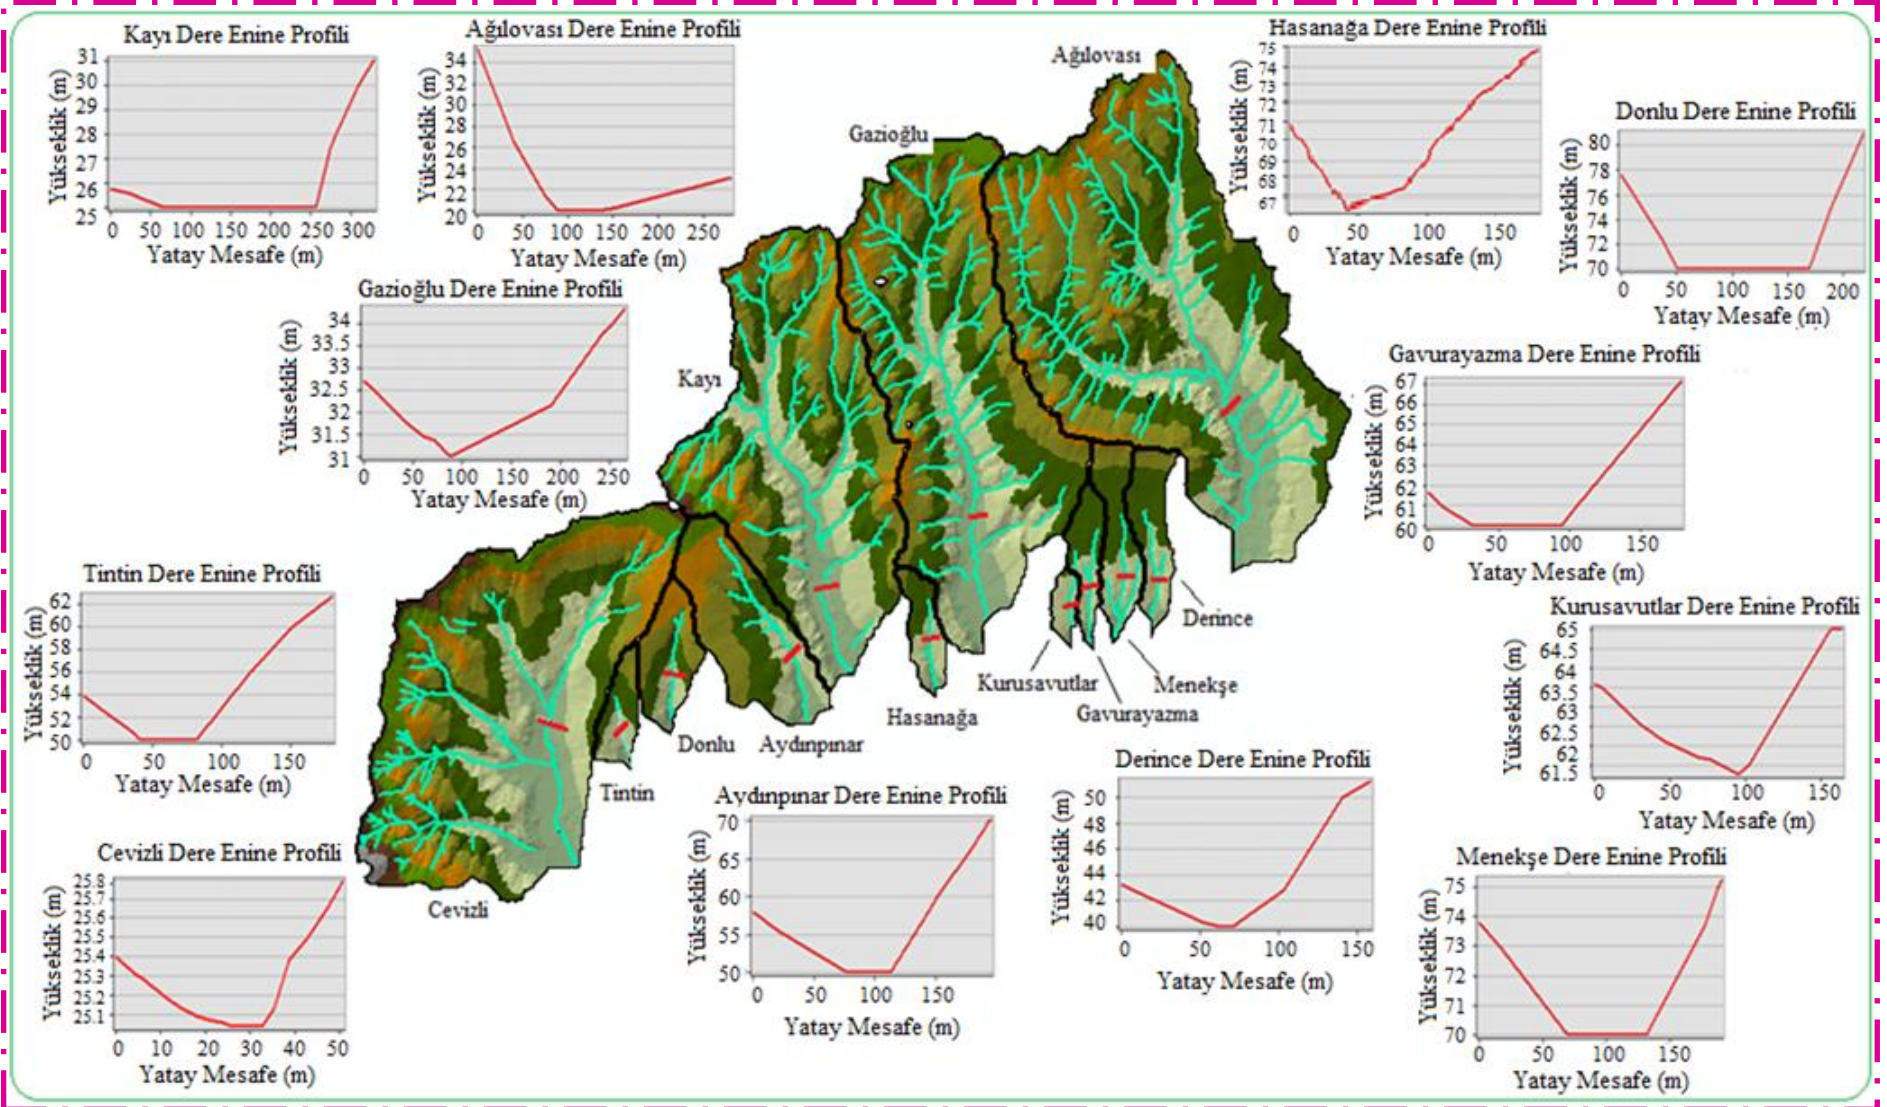 Kayı Dere Enine Profili
Yükseklik (m)
31
30
29
28
27
26
25
0 50 100 150 200 250 300
Yatay Mesafe (m)
Ağılovası Dere Enine Profili
Yükseklik (m)
34
32
30
28
26
24
22
20
0 50 100 150 200 250
Yatay Mesafe (m)
Hasanağa Dere Enine Profili
Yükseklik (m)
75
74
73
72
71
70
69
68
67
0 50 100 150
Yatay Mesafe (m)
Donlu Dere Enine Profili
Yükseklik (m)
80
78
76
74
72
70
0 50 100 150 200
Yatay Mesafe (m)
Gazioğlu Dere Enine Profili
Yükseklik (m)
34
33.5
33
32.5
32
31.5
31
0 50 100 150 200 250
Yatay Mesafe (m)
Gavurayazma Dere Enine Profili
Yükseklik (m)
67
66
65
64
63
62
61
60
0 50 100 150
Yatay Mesafe (m)
Tintin Dere Enine Profili
Yükseklik (m)
62
60
58
56
54
52
50
0 50 100 150
Yatay Mesafe (m)
Kurusavutlar Dere Enine Profili
Yükseklik (m)
65
64.5
64
63.5
63
62.5
62
61.5
0 50 100 150
Yatay Mesafe (m)
Cevizli Dere Enine Profili
Yükseklik (m)
25.8
25.7
25.6
25.5
25.4
25.3
25.2
25.1
0 10 20 30 40 50
Yatay Mesafe (m)
Aydınpınar Dere Enine Profili
Yükseklik (m)
70
65
60
55
50
0 50 100 150
Yatay Mesafe (m)
Derince Dere Enine Profili
Yükseklik (m)
50
48
46
44
42
40
0 50 100 150
Yatay Mesafe (m)
Menekşe Dere Enine Profili
Yükseklik (m)
75
74
73
72
71
70
0 50 100 150
Yatay Mesafe (m)
Ağılovası
Gazioğlu
Kayı
Derince
Kurusavutlar
Menekşe
Gavurayazma
Hasanağa
Donlu
Aydınpınar
Tintin
Cevizli